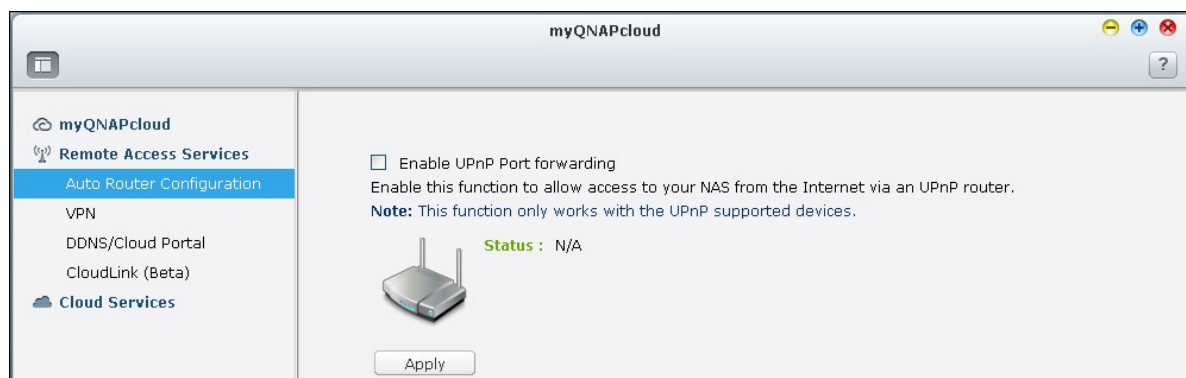 myQNAPcloud
?
myQNAPcloud
Remote Access Services
Auto Router Configuration
VPN
DDNS/Cloud Portal
CloudLink (Beta)
Cloud Services
Enable UPnP Port forwarding
Enable this function to allow access to your NAS from the Internet via an UPnP router.
Note: This function only works with the UPnP supported devices.
Status : N/A
Apply